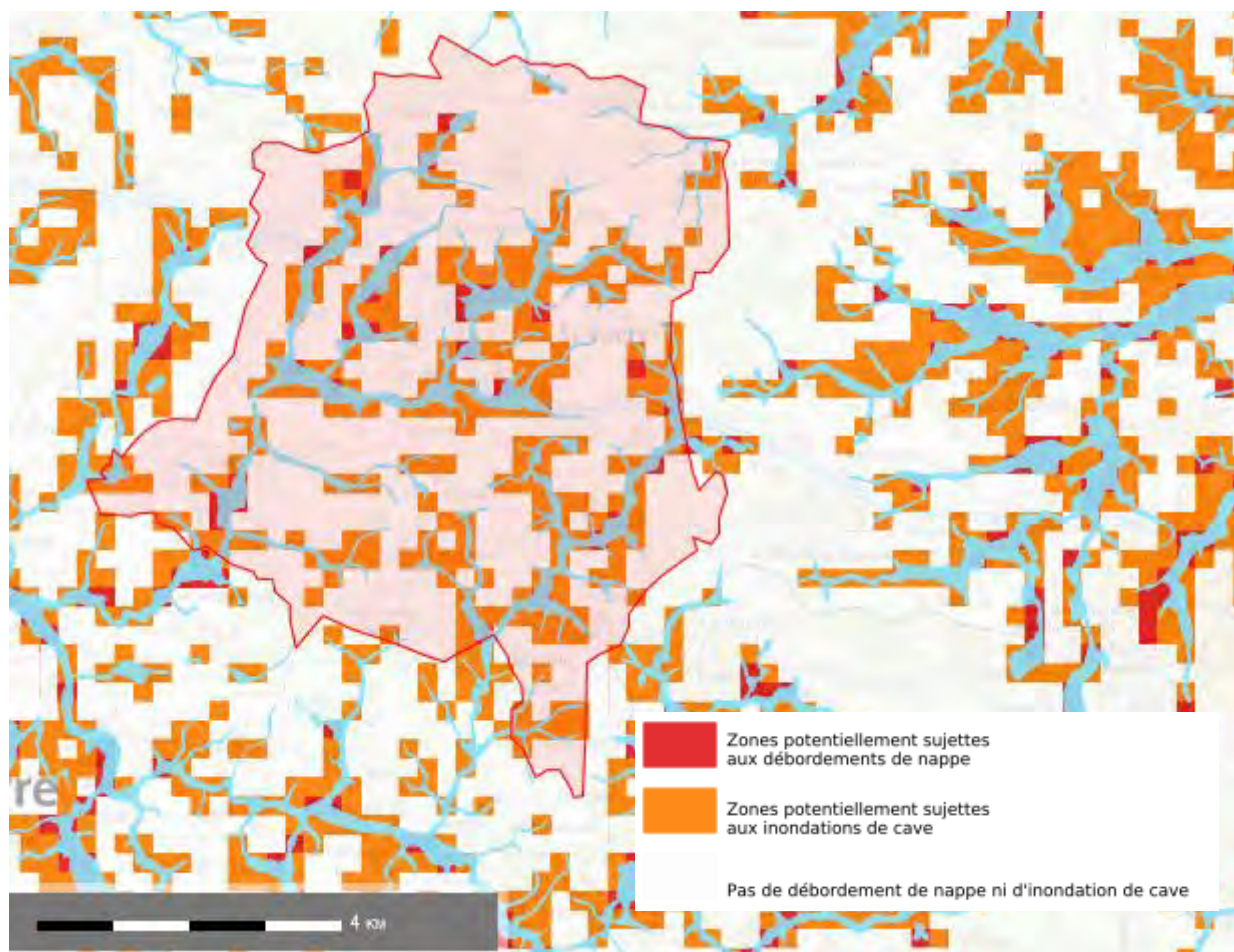 re
Zones potentiellement sujettes
aux débordements de nappe
Zones potentiellement sujettes
aux inondations de cave
Pas de débordement de nappe ni d'inondation de cave
4 KM